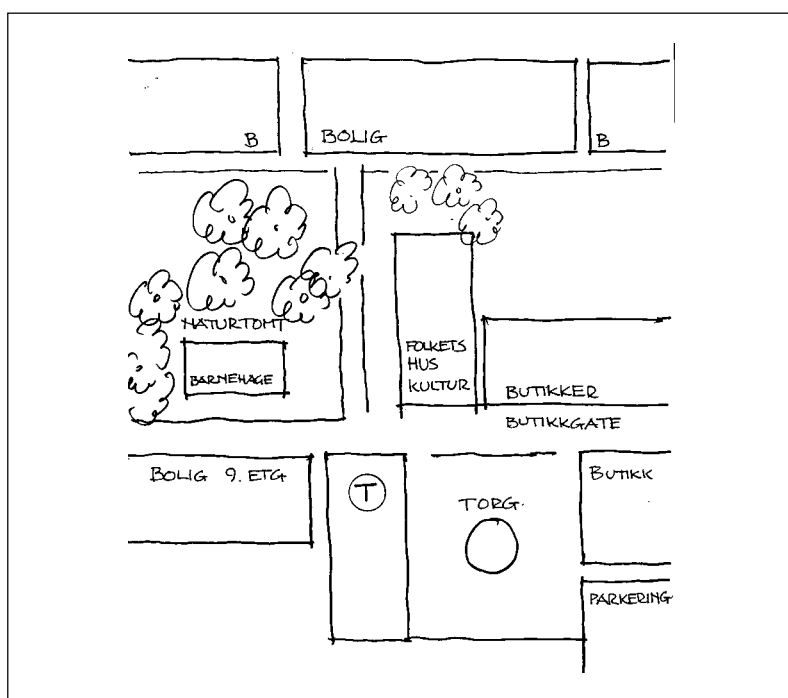 B
BOLIG
B
NATURTOMT
BARNEHAGE
FOLKETS
HUS
KULTUR
BUTIKKER
BUTIKKGATE
BOLIG 9. ETG
T
TORG.
BUTIKK
PARKERING